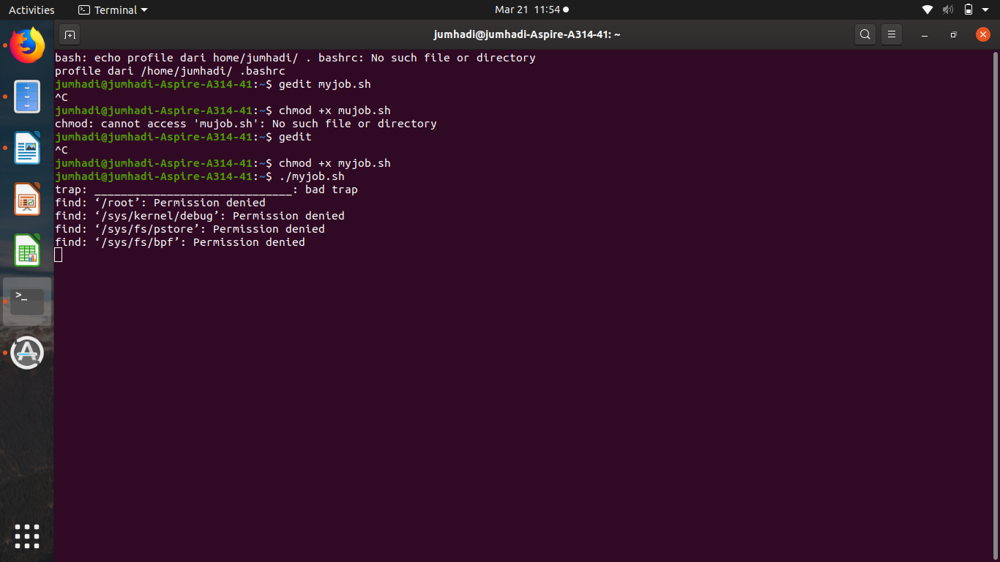 Activities
Terminal
Mar 21 11:54
jumhadi@jumhadi-Aspire-A314-41: ~
bash: echo profile dari home/jumhadi/ . bashrc: No such file or directory
profile dari /home/jumhadi/ .bashrc
jumhadi@jumhadi-Aspire-A314-41:~$ gedit myjob.sh
^C
jumhadi@jumhadi-Aspire-A314-41:~$ chmod +x mujob.sh
chmod: cannot access 'mujob.sh': No such file or directory
jumhadi@jumhadi-Aspire-A314-41:~$ gedit
^C
jumhadi@jumhadi-Aspire-A314-41:~$ chmod +x myjob.sh
jumhadi@jumhadi-Aspire-A314-41:~$ ./myjob.sh
trap: ______________________________: bad trap
find: ‘/root’: Permission denied
find: ‘/sys/kernel/debug’: Permission denied
find: ‘/sys/fs/pstore’: Permission denied
find: ‘/sys/fs/bpf’: Permission denied